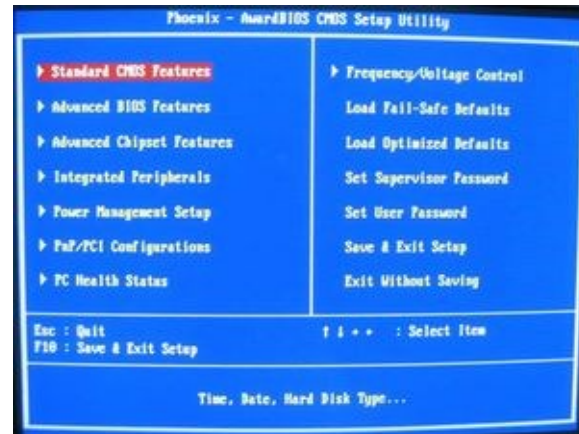 Phoenix - AwardBIOS CMOS Setup Utility
▶ Standard CMOS Features
▶ Advanced BIOS Features
▶ Advanced Chipset Features
▶ Integrated Peripherals
▶ Power Management Setup
▶ PnP/PCI Configurations
▶ PC Health Status
▶ Frequency/Voltage Control
Load Fail-Safe Defaults
Load Optimized Defaults
Set Supervisor Password
Set User Password
Save & Exit Setup
Exit Without Saving
Esc : Quit
F10 : Save & Exit Setup
↑ ↓ → ← : Select Item
Time, Date, Hard Disk Type...